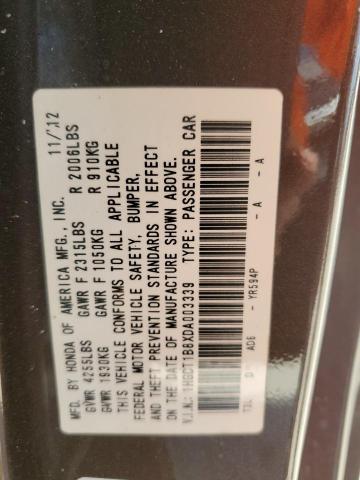 MFD. BY HONDA OF AMERICA MFG., INC. 11/12
GVWR 4255LBS GAWR F 2315LBS R 2006LBS
GVWR 1930KG GAWR F 1050KG R 910KG
THIS VEHICLE CONFORMS TO ALL APPLICABLE
FEDERAL MOTOR VEHICLE SAFETY, BUMPER,
AND THEFT PREVENTION STANDARDS IN EFFECT
ON THE DATE OF MANUFACTURE SHOWN ABOVE.
V.I.N.: 1HGCT1B8XDA003339 TYPE: PASSENGER CAR
YR594P - A - A
T3L AD6